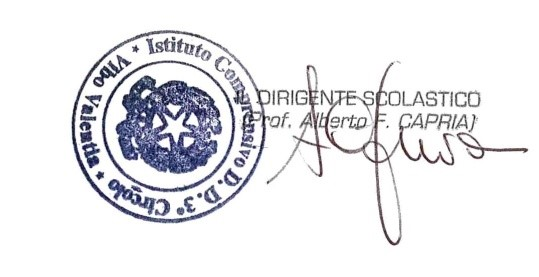 * Istituto Comprensivo D. D. 3° Circolo * Vibo Valentia
DIRIGENTE SCOLASTICO
(Prof. Alberto F. CAPRIA)